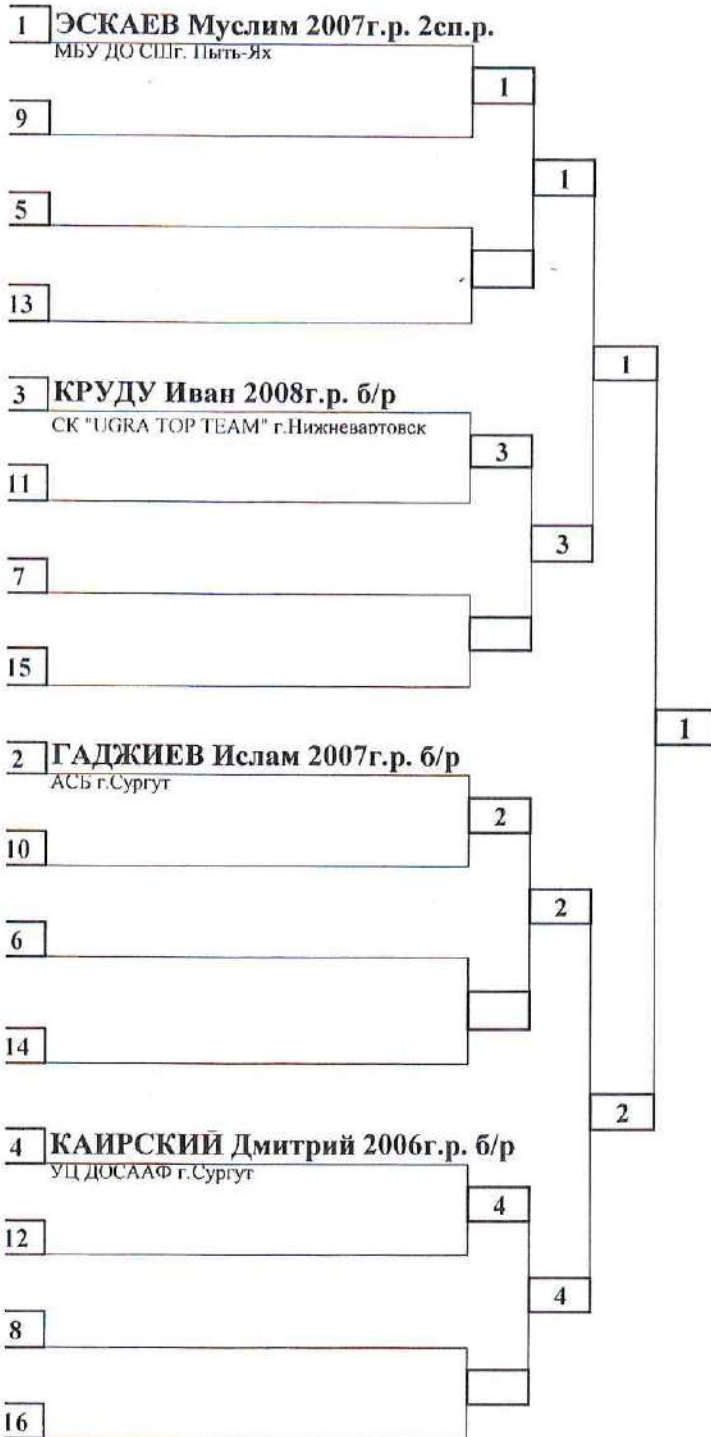 1 ЭСКАЕВ Муслим 2007г.р. 2сп.р.
МБУ ДО СШг. Пыть-Ях
1
9
1
5
13
1
3 КРУДУ Иван 2008г.р. б/р
СК "UGRA TOP TEAM" г.Нижневартовск
3
11
3
7
15
1
2 ГАДЖИЕВ Ислам 2007г.р. б/р
АСБ г.Сургут
2
10
2
6
14
2
4 КАИРСКИЙ Дмитрий 2006г.р. б/р
УЦ ДОСААФ г.Сургут
4
12
4
8
16